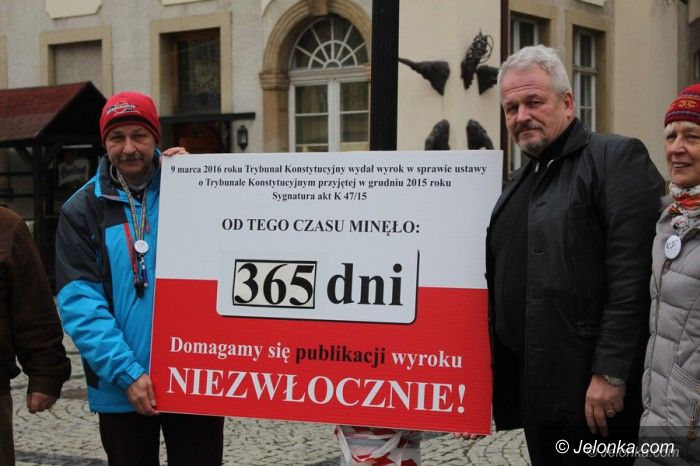 9 marca 2016 roku Trybunał Konstytucyjny wydał wyrok w sprawie ustawy
o Trybunale Konstytucyjnym przyjętej w grudniu 2015 roku
Sygnatura akt K 47/15
OD TEGO CZASU MINĘŁO:
365 dni
Domagamy się publikacji wyroku
NIEZWŁOCZNIE!
© Jelonka.com